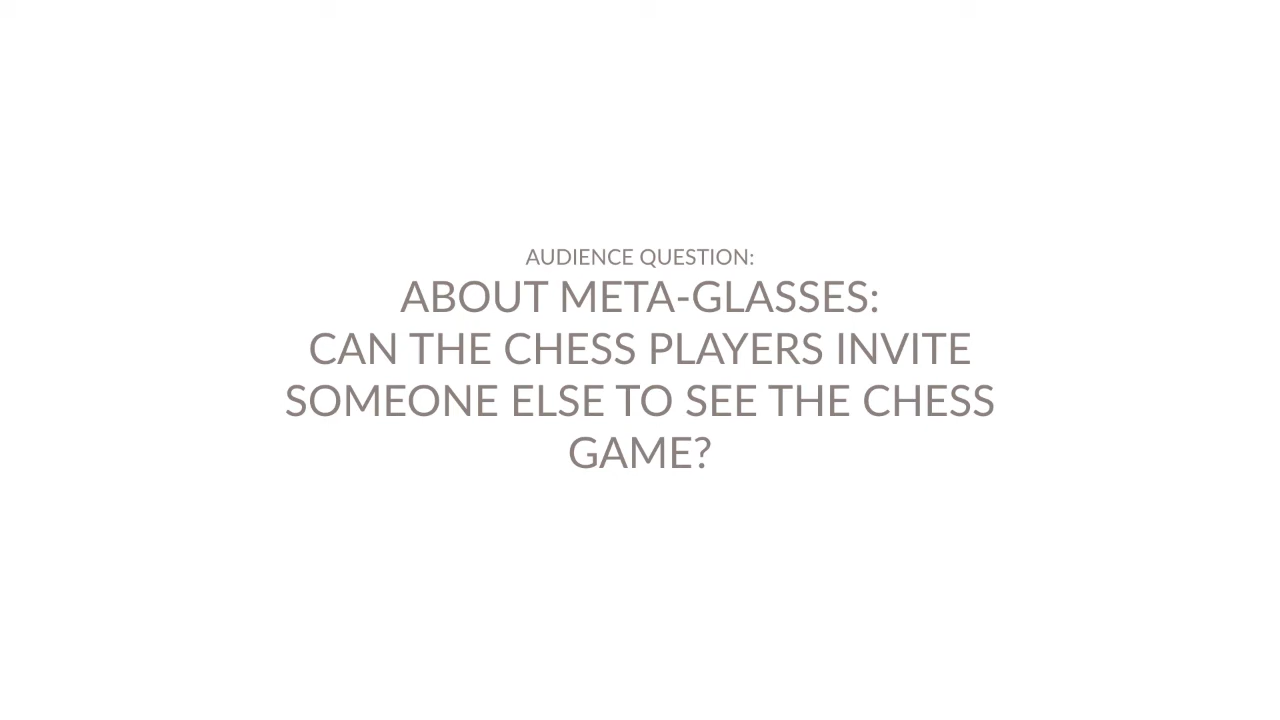 AUDIENCE QUESTION:
ABOUT META-GLASSES:
CAN THE CHESS PLAYERS INVITE
SOMEONE ELSE TO SEE THE CHESS
GAME?